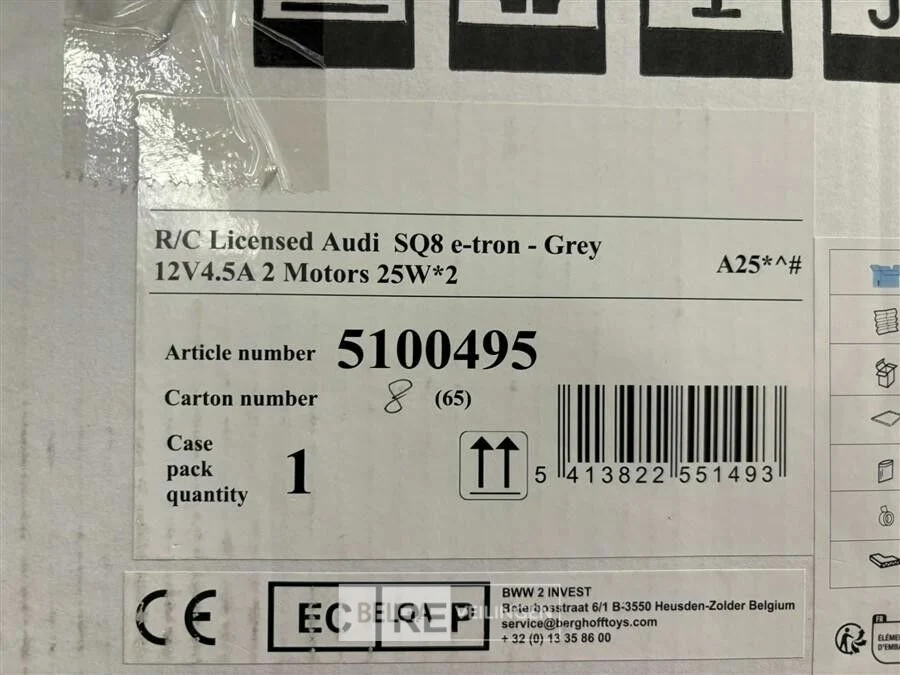 R/C Licensed Audi SQ8 e-tron - Grey
12V4.5A 2 Motors 25W*2
A25*^#
Article number 5100495
Carton number 8 (65)
Case
pack
quantity
1
5 413822 551493
CE
EC REP
VEILINGEN
BWW 2 INVEST
Boterbosstraat 6/1 B-3550 Heusden-Zolder Belgium
service@berghofftoys.com
+ 32 (0) 13 35 86 00
FR